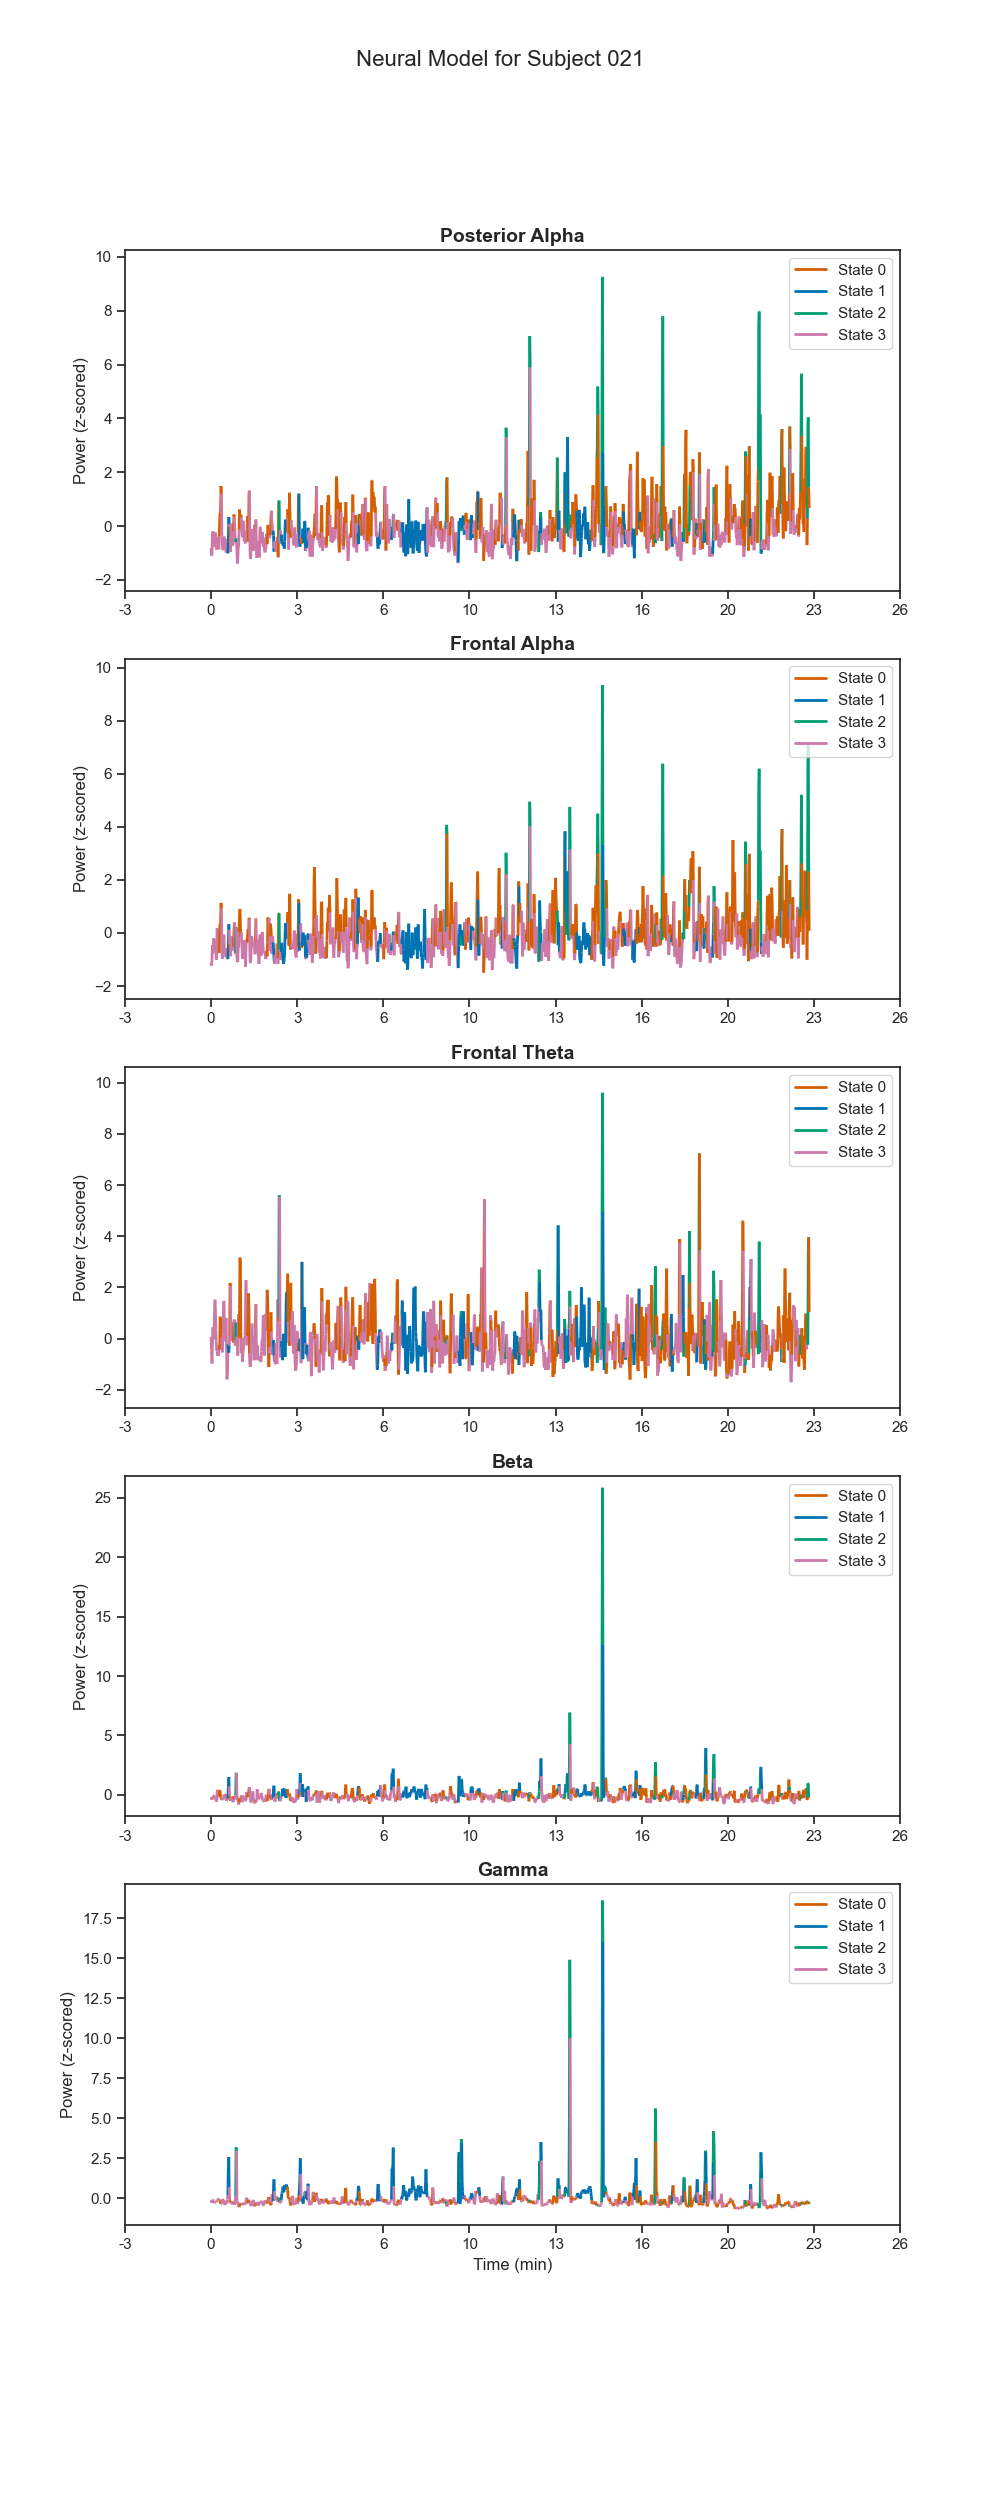 Neural Model for Subject 021
Posterior Alpha
Power (z-scored)
10
8
6
4
2
0
−2
State 0
State 1
State 2
State 3
-3 0 3 6 10 13 16 20 23 26
Frontal Alpha
Power (z-scored)
10
8
6
4
2
0
−2
State 0
State 1
State 2
State 3
-3 0 3 6 10 13 16 20 23 26
Frontal Theta
Power (z-scored)
10
8
6
4
2
0
−2
State 0
State 1
State 2
State 3
-3 0 3 6 10 13 16 20 23 26
Beta
Power (z-scored)
25
20
15
10
5
0
State 0
State 1
State 2
State 3
-3 0 3 6 10 13 16 20 23 26
Gamma
Power (z-scored)
17.5
15.0
12.5
10.0
7.5
5.0
2.5
0.0
State 0
State 1
State 2
State 3
-3 0 3 6 10 13 16 20 23 26
Time (min)